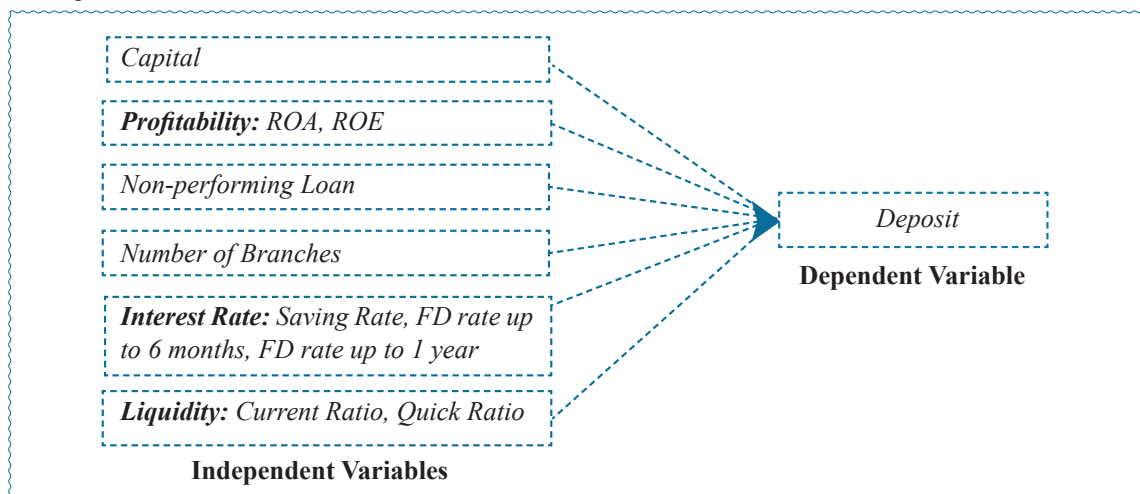 Capital
Profitability: ROA, ROE
Non-performing Loan
Number of Branches
Interest Rate: Saving Rate, FD rate up
to 6 months, FD rate up to 1 year
Liquidity: Current Ratio, Quick Ratio
Independent Variables
Deposit
Dependent Variable